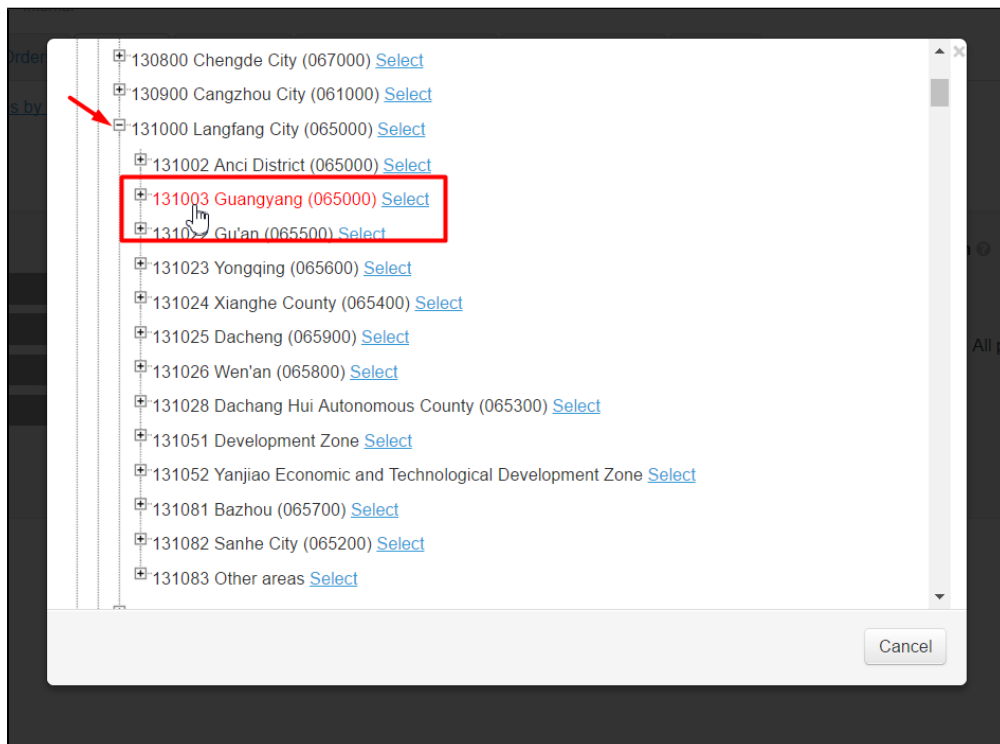 Order
s by
130800 Chengde City (067000) Select
130900 Cangzhou City (061000) Select
131000 Langfang City (065000) Select
131002 Anci District (065000) Select
131003 Guangyang (065000) Select
Gu'an (065500) Select
131023 Yongqing (065600) Select
131024 Xianghe County (065400) Select
131025 Dacheng (065900) Select
131026 Wen'an (065800) Select
131028 Dachang Hui Autonomous County (065300) Select
131051 Development Zone Select
131052 Yanjiao Economic and Technological Development Zone Select
131081 Bazhou (065700) Select
131082 Sanhe City (065200) Select
131083 Other areas Select
All
Cancel